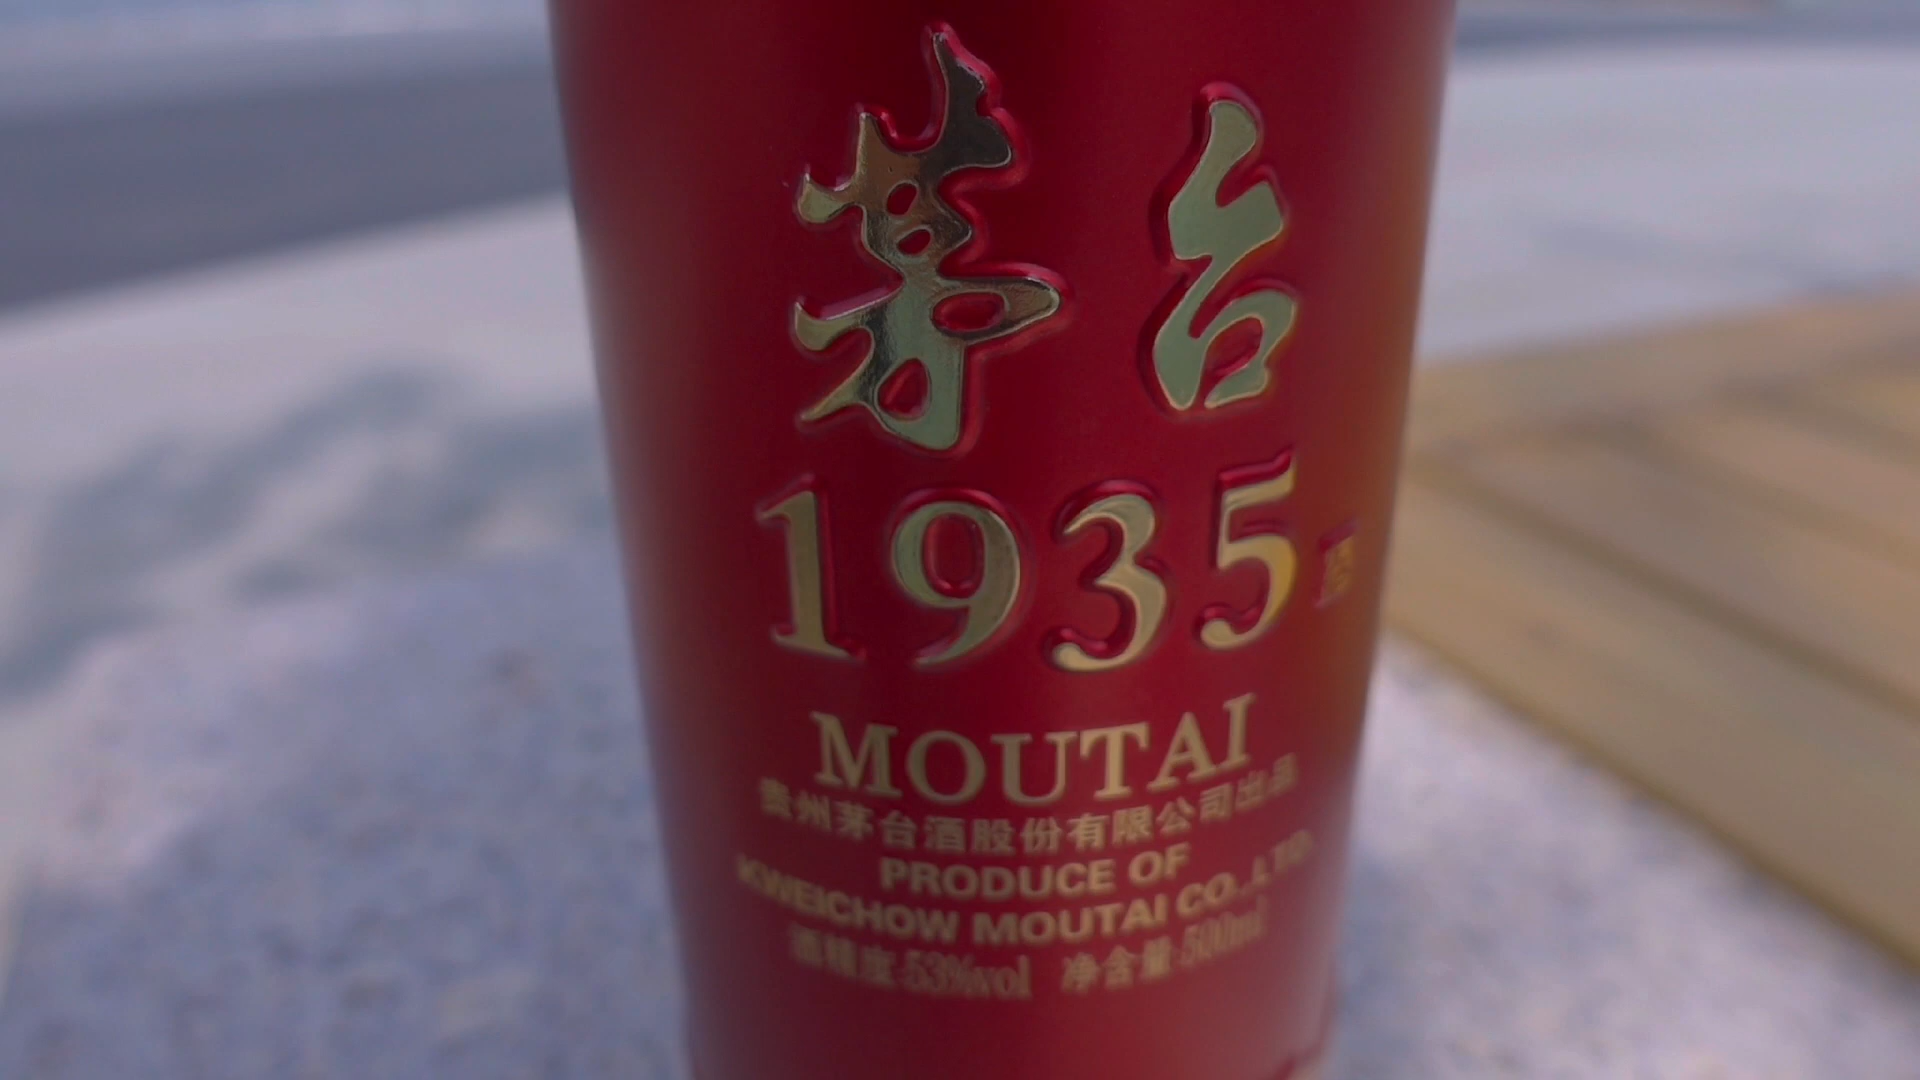 茅台
1935
MOUTAI
贵州茅台酒股份有限公司出品
PRODUCE OF
KWEICHOW MOUTAI CO.,LTD.
酒精度:53%vol 净含量:500ml